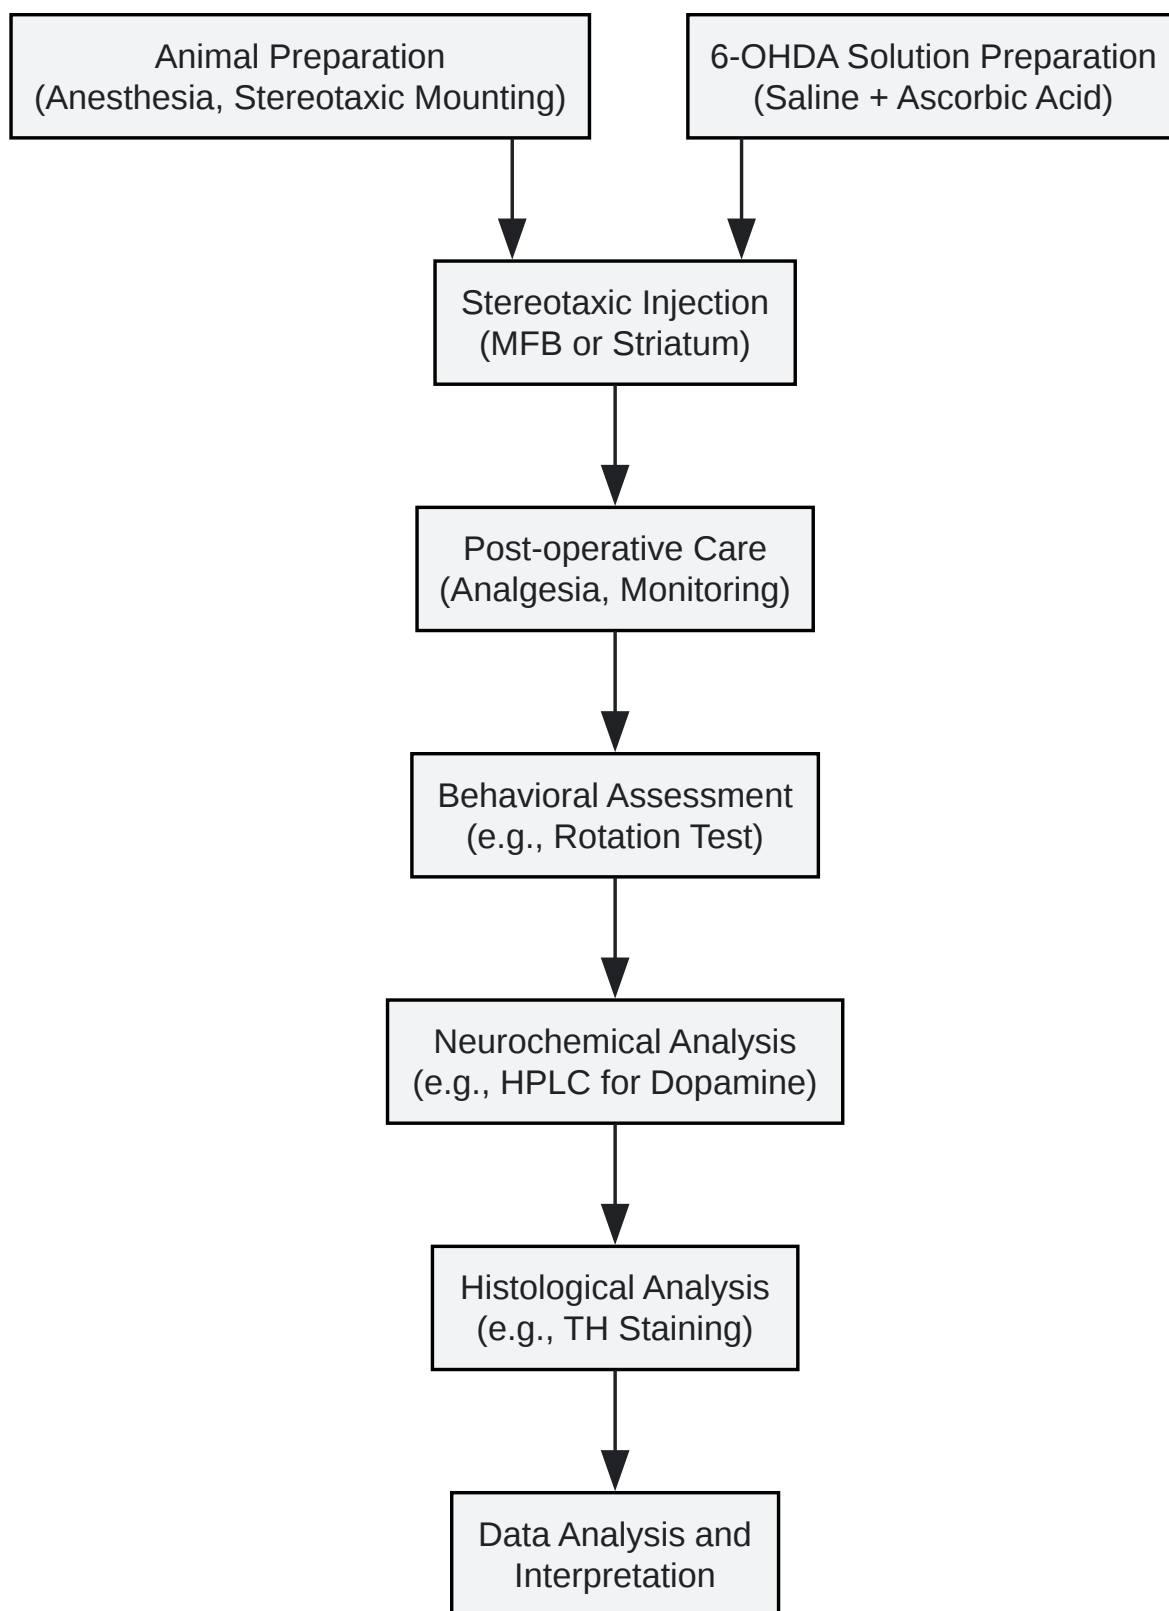 Animal Preparation
(Anesthesia, Stereotaxic Mounting)
6-OHDA Solution Preparation
(Saline + Ascorbic Acid)
Stereotaxic Injection
(MFB or Striatum)
Post-operative Care
(Analgesia, Monitoring)
Behavioral Assessment
(e.g., Rotation Test)
Neurochemical Analysis
(e.g., HPLC for Dopamine)
Histological Analysis
(e.g., TH Staining)
Data Analysis and
Interpretation